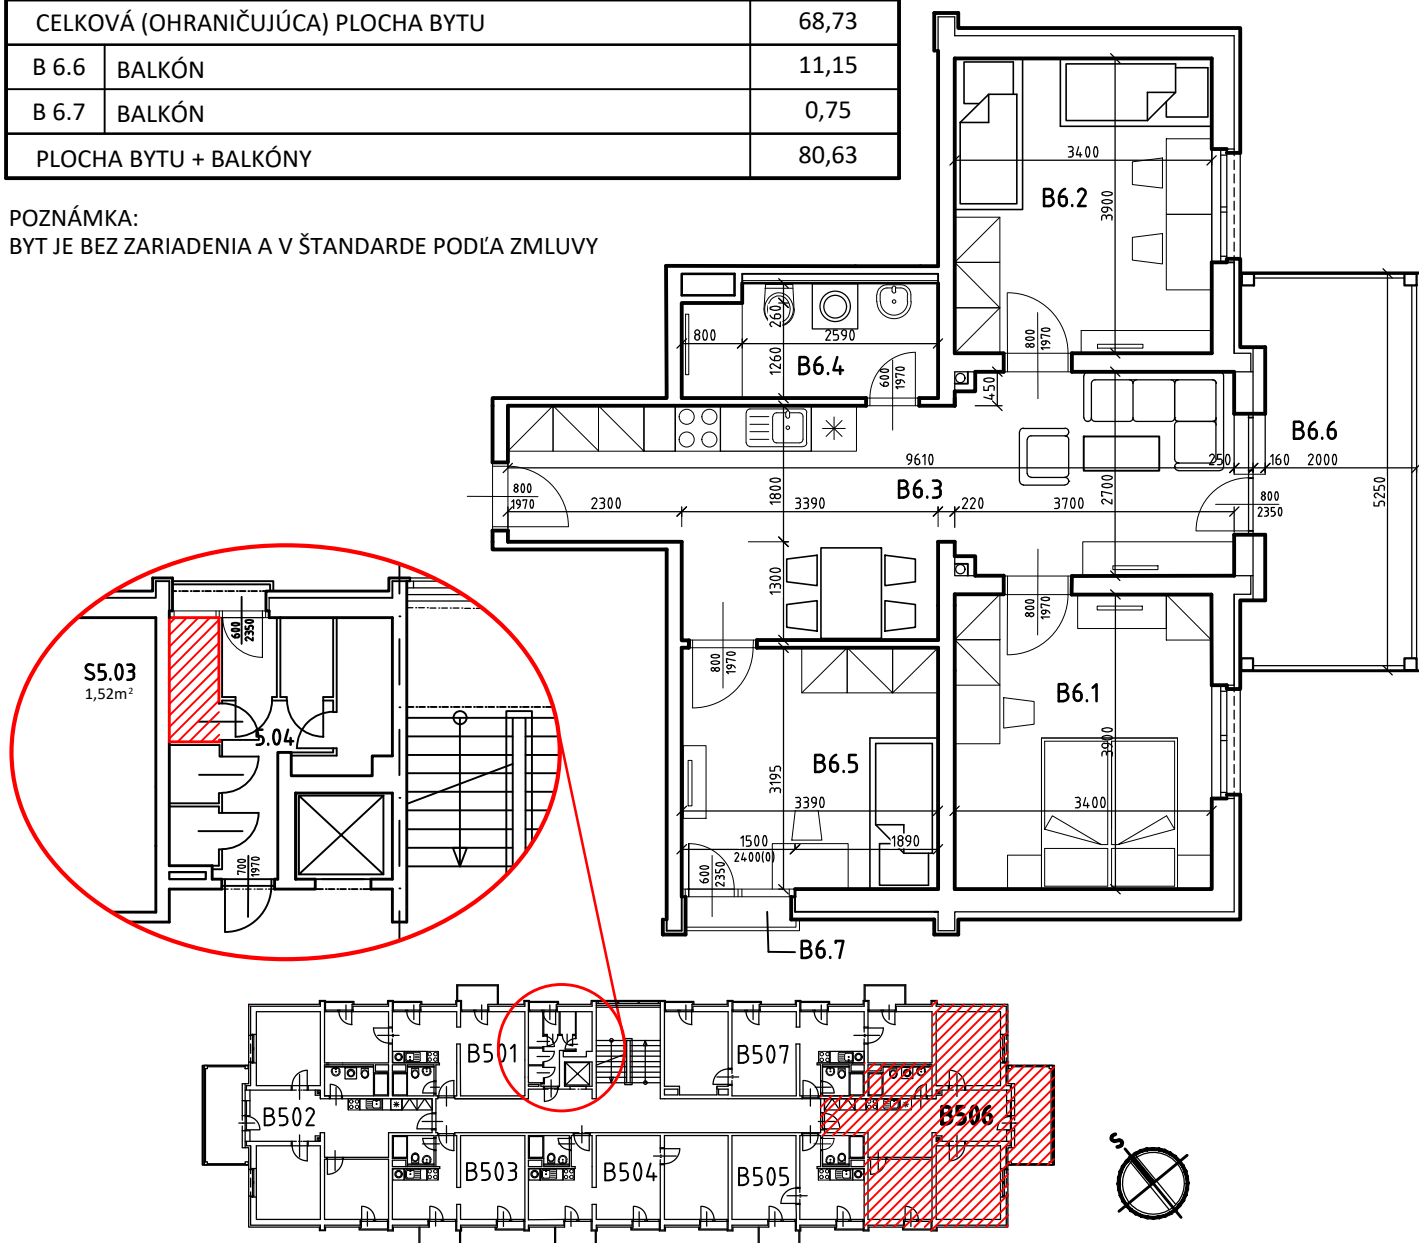 CELKOVÁ (OHRANIČUJÚCA) PLOCHA BYTU 68,73
B 6.6 BALKÓN 11,15
B 6.7 BALKÓN 0,75
PLOCHA BYTU + BALKÓNY 80,63
POZNÁMKA:
BYT JE BEZ ZARIADENIA A V ŠTANDARDE PODĽA ZMLUVY
3400
3900
B6.2
800
1970
260
800
2590
1260
B6.4
600
1970
450
B6.6
9610
250
160
2000
B6.3
800
1970
1800
2300
3390
220
3700
2700
800
2350
5250
1300
800
1970
800
1970
B6.1
3900
3400
B6.5
3195
3390
1500
2400(0)
1890
600
2350
B6.7
600
2350
S5.03
1,52m²
5.04
700
1970
B501
B507
B502
B506
B503
B504
B505
S